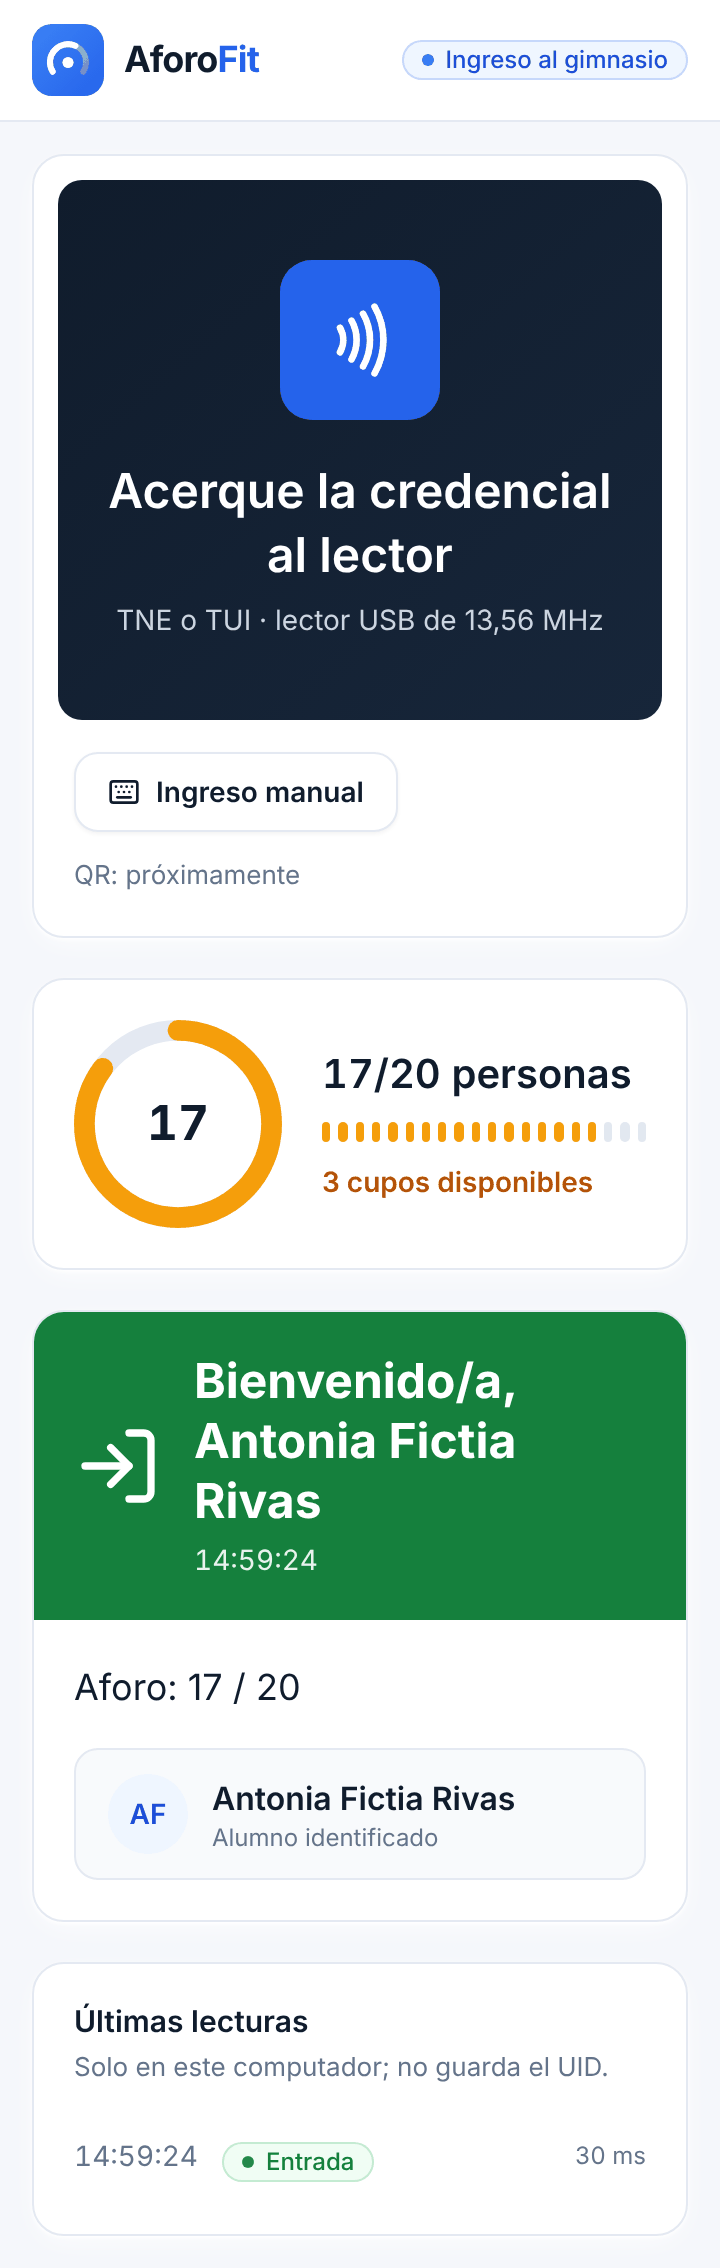 AforoFit
Ingreso al gimnasio
Acerque la credencial
al lector
TNE o TUI · lector USB de 13,56 MHz
Ingreso manual
QR: próximamente
17
17/20 personas
3 cupos disponibles
Bienvenido/a,
Antonia Fictia
Rivas
14:59:24
Aforo: 17 / 20
AF
Antonia Fictia Rivas
Alumno identificado
Últimas lecturas
Solo en este computador; no guarda el UID.
14:59:24 Entrada 30 ms